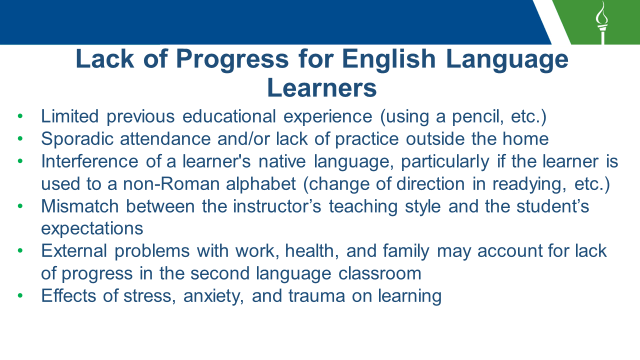 Lack of Progress for English Language
Learners
• Limited previous educational experience (using a pencil, etc.)
• Sporadic attendance and/or lack of practice outside the home
• Interference of a learner's native language, particularly if the learner is
used to a non-Roman alphabet (change of direction in readying, etc.)
• Mismatch between the instructor’s teaching style and the student’s
expectations
• External problems with work, health, and family may account for lack
of progress in the second language classroom
• Effects of stress, anxiety, and trauma on learning